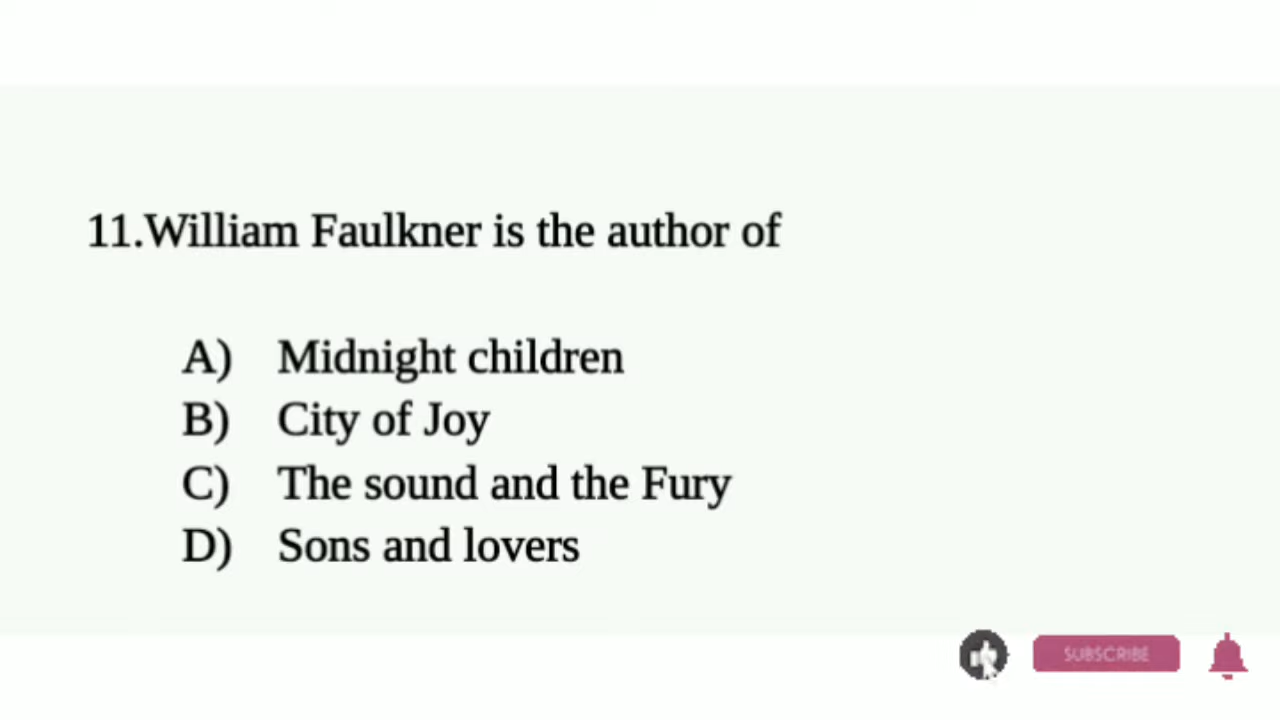 11.William Faulkner is the author of
A) Midnight children
B) City of Joy
C) The sound and the Fury
D) Sons and lovers
SUBSCRIBE